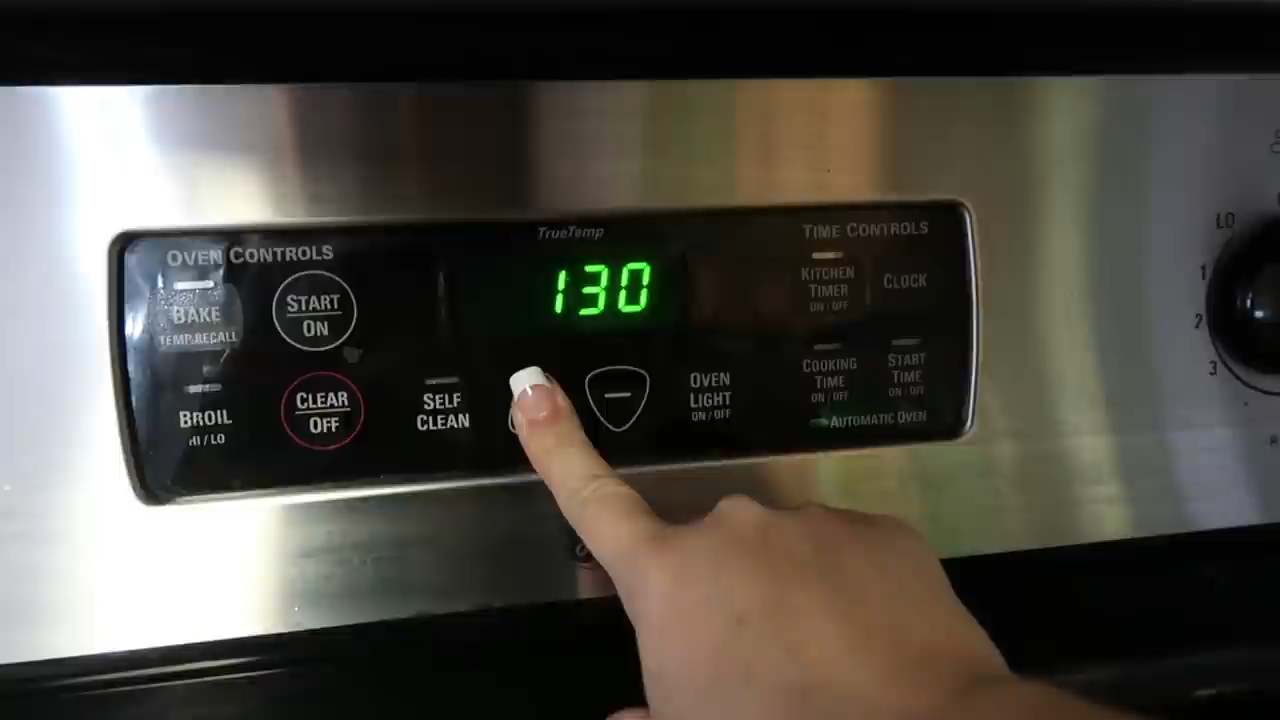 TrueTemp
OVEN CONTROLS
TIME CONTROLS
130
BAKE
TEMP RECALL
START
ON
KITCHEN
TIMER
ON / OFF
CLOCK
BROIL
HI / LO
CLEAR
OFF
SELF
CLEAN
−
OVEN
LIGHT
ON / OFF
COOKING
TIME
ON / OFF
START
TIME
ON / OFF
AUTOMATIC OVEN
LO
1
2
3